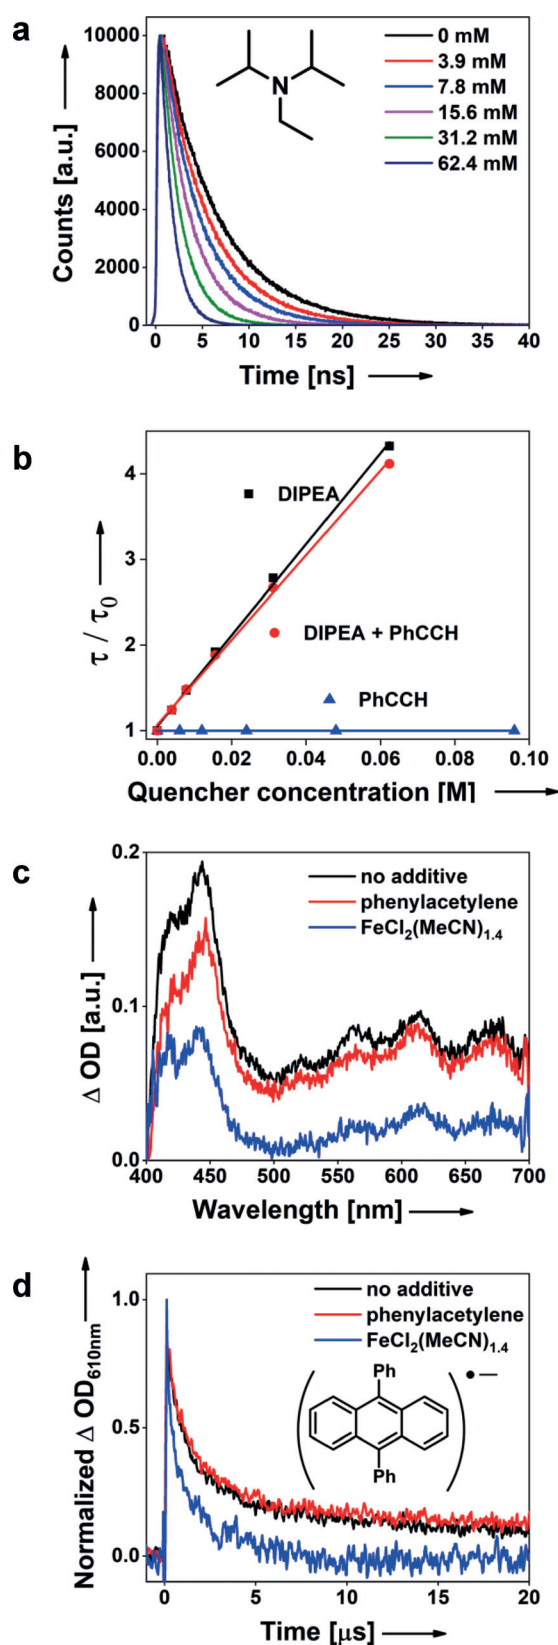 a
10000
8000
6000
4000
2000
0
Counts [a.u.]
N
0 mM
3.9 mM
7.8 mM
15.6 mM
31.2 mM
62.4 mM
0 5 10 15 20 25 30 35 40
Time [ns]
b
4
3
2
1
τ / τ0
DIPEA
DIPEA + PhCCH
PhCCH
0.00 0.02 0.04 0.06 0.08 0.10
Quencher concentration [M]
c
0.2
0.1
0.0
Δ OD [a.u.]
no additive
phenylacetylene
FeCl2(MeCN)1.4
400 450 500 550 600 650 700
Wavelength [nm]
d
1.0
0.5
0.0
Normalized Δ OD610nm
no additive
phenylacetylene
FeCl2(MeCN)1.4
Ph
Ph
• −
0 5 10 15 20
Time [μs]